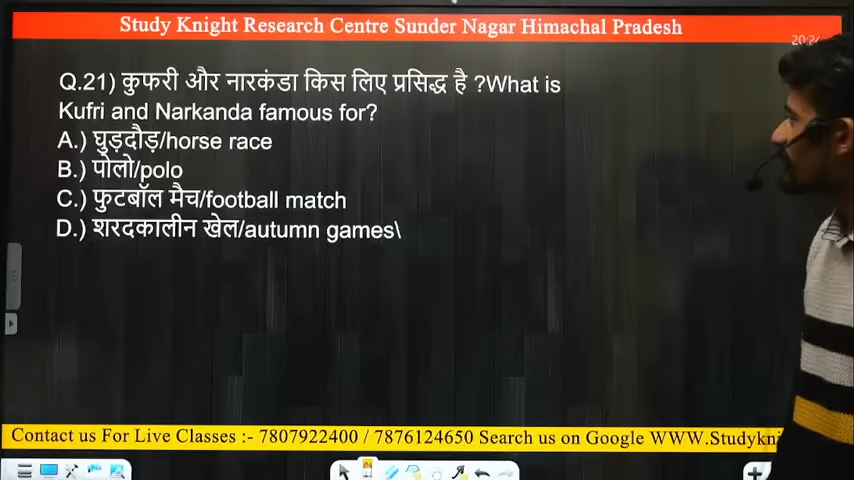 Study Knight Research Centre Sunder Nagar Himachal Pradesh
20:24
Q.21) कुफरी और नारकंडा किस लिए प्रसिद्ध है ?What is
Kufri and Narkanda famous for?
A.) घुड़दौड़/horse race
B.) पोलो/polo
C.) फुटबॉल मैच/football match
D.) शरदकालीन खेल/autumn games\
Contact us For Live Classes :- 7807922400 / 7876124650 Search us on Google WWW.Studykni